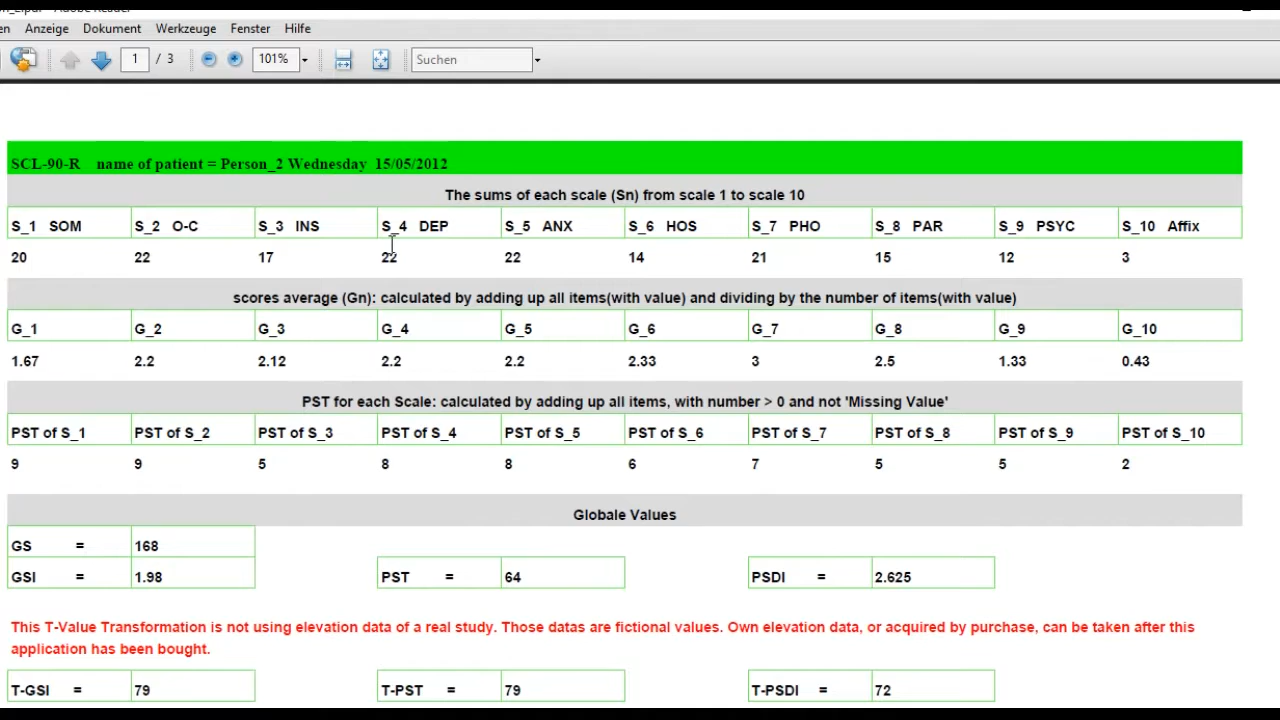 en Anzeige Dokument Werkzeuge Fenster Hilfe
1 / 3 101% Suchen
SCL-90-R name of patient = Person_2 Wednesday 15/05/2012
The sums of each scale (Sn) from scale 1 to scale 10
S_1 SOM S_2 O-C S_3 INS S_4 DEP S_5 ANX S_6 HOS S_7 PHO S_8 PAR S_9 PSYC S_10 Affix
20 22 17 22 22 14 21 15 12 3
scores average (Gn): calculated by adding up all items(with value) and dividing by the number of items(with value)
G_1 G_2 G_3 G_4 G_5 G_6 G_7 G_8 G_9 G_10
1.67 2.2 2.12 2.2 2.2 2.33 3 2.5 1.33 0.43
PST for each Scale: calculated by adding up all items, with number > 0 and not 'Missing Value'
PST of S_1 PST of S_2 PST of S_3 PST of S_4 PST of S_5 PST of S_6 PST of S_7 PST of S_8 PST of S_9 PST of S_10
9 9 5 8 8 6 7 5 5 2
Globale Values
GS = 168
GSI = 1.98 PST = 64 PSDI = 2.625
This T-Value Transformation is not using elevation data of a real study. Those datas are fictional values. Own elevation data, or acquired by purchase, can be taken after this
application has been bought.
T-GSI = 79 T-PST = 79 T-PSDI = 72